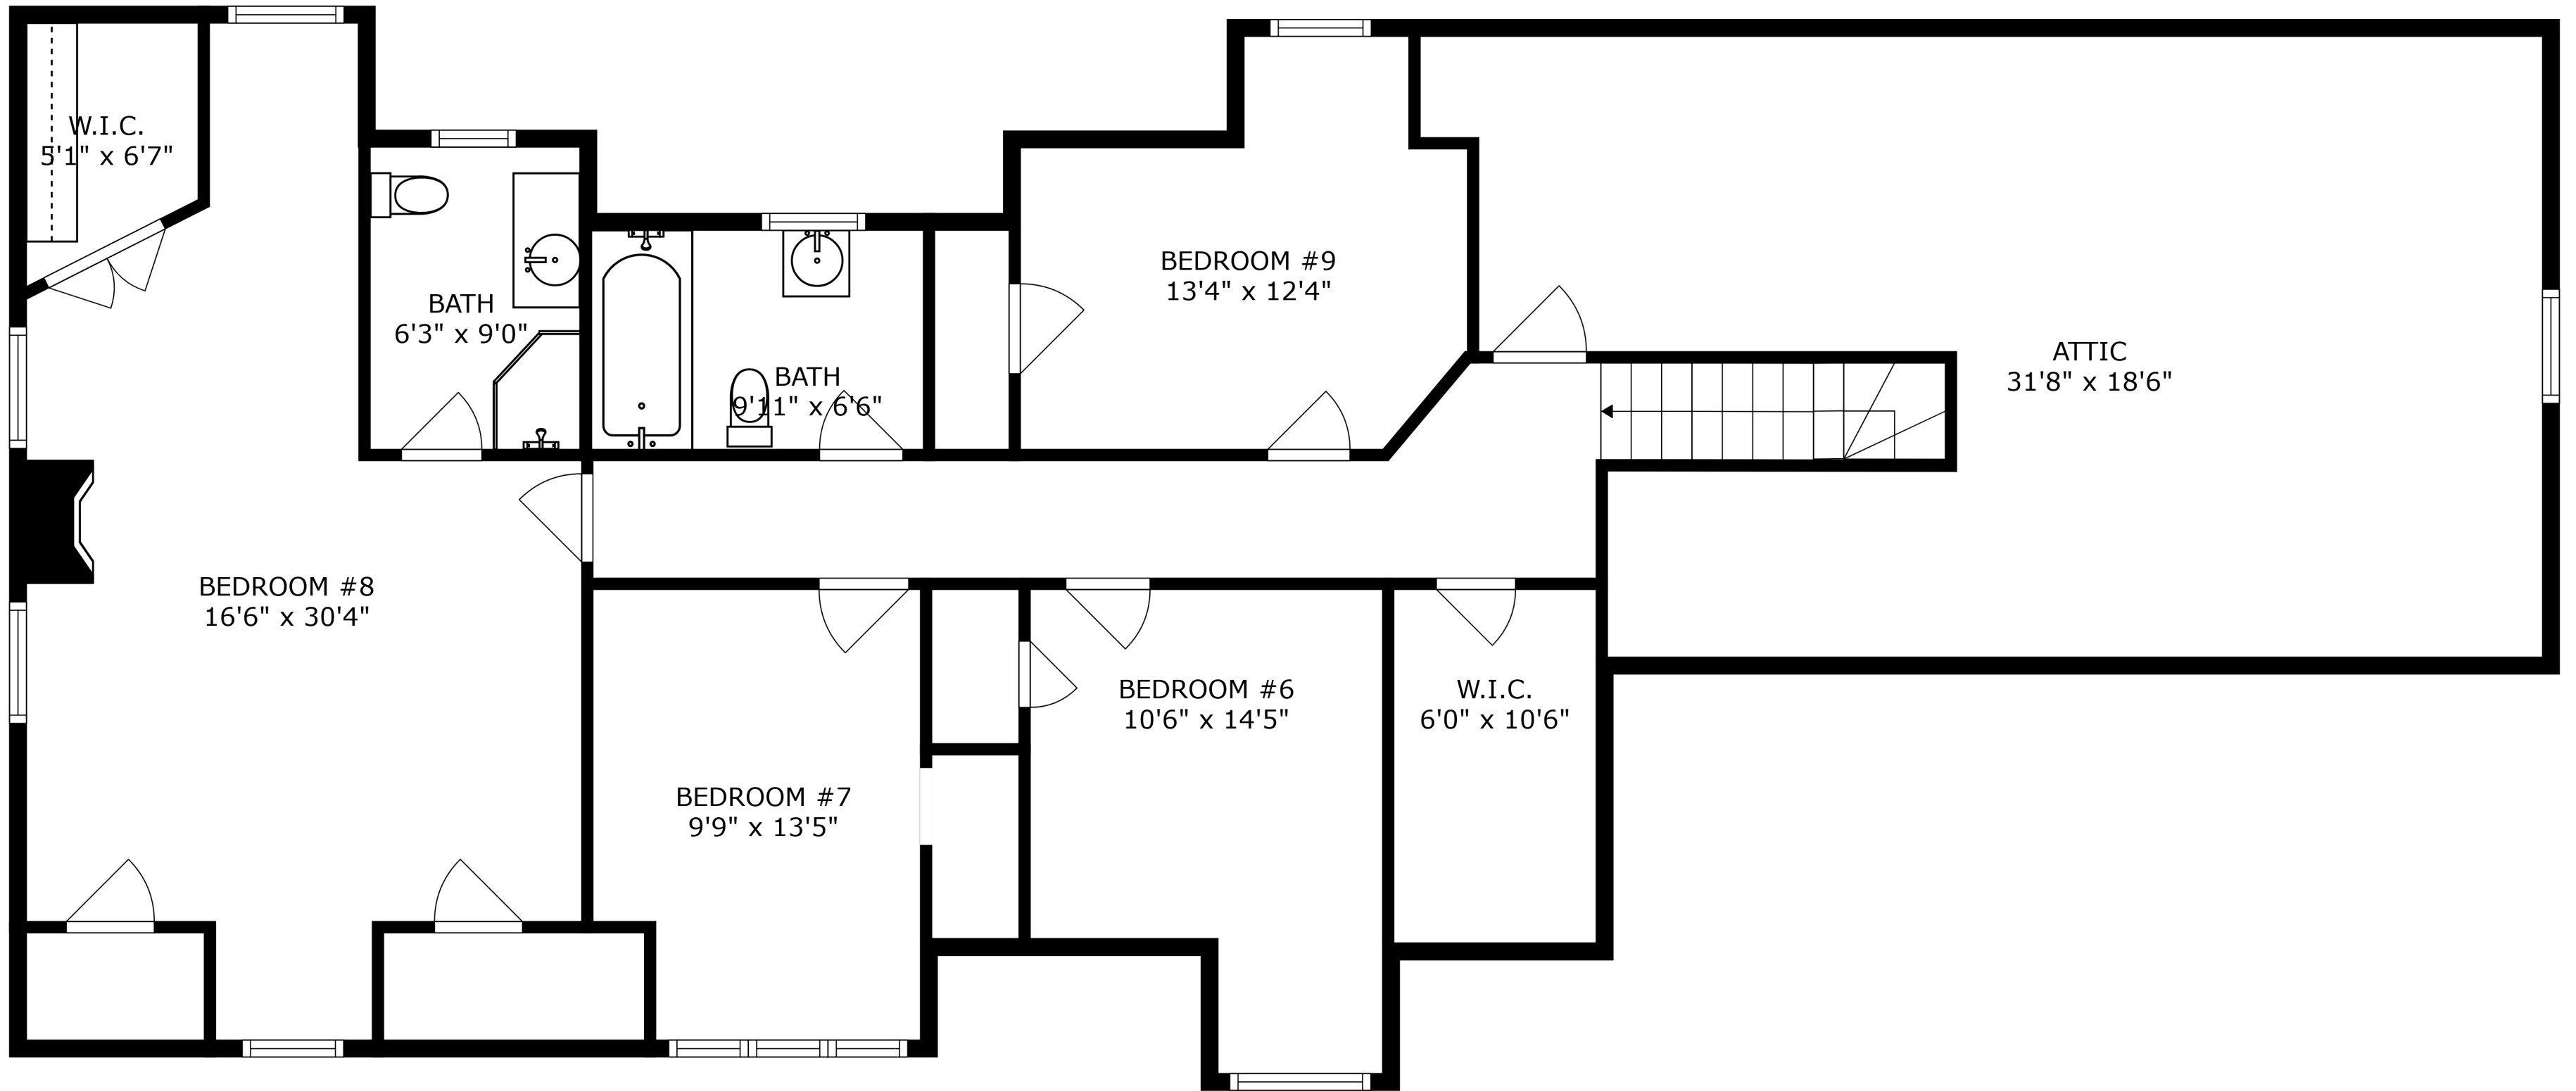 W.I.C.
5'1" x 6'7"
BATH
6'3" x 9'0"
BATH
9'11" x 6'6"
BEDROOM #9
13'4" x 12'4"
ATTIC
31'8" x 18'6"
BEDROOM #8
16'6" x 30'4"
BEDROOM #7
9'9" x 13'5"
BEDROOM #6
10'6" x 14'5"
W.I.C.
6'0" x 10'6"